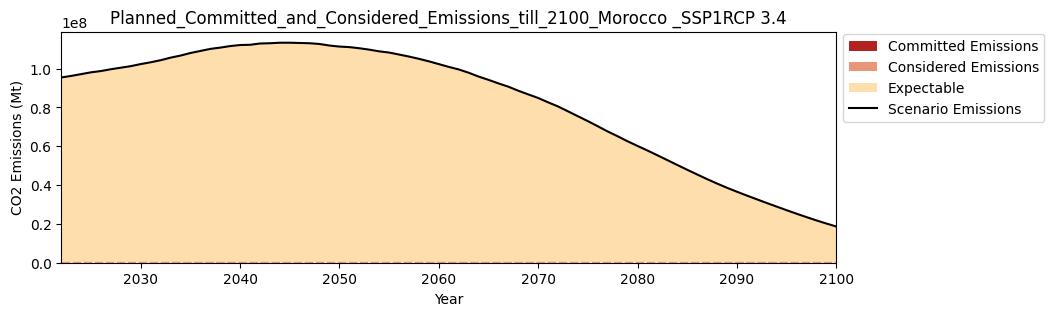 Planned_Committed_and_Considered_Emissions_till_2100_Morocco _SSP1RCP 3.4
1e8
1.0
0.8
0.6
0.4
0.2
0.0
CO2 Emissions (Mt)
2030 2040 2050 2060 2070 2080 2090 2100
Year
Committed Emissions
Considered Emissions
Expectable
Scenario Emissions